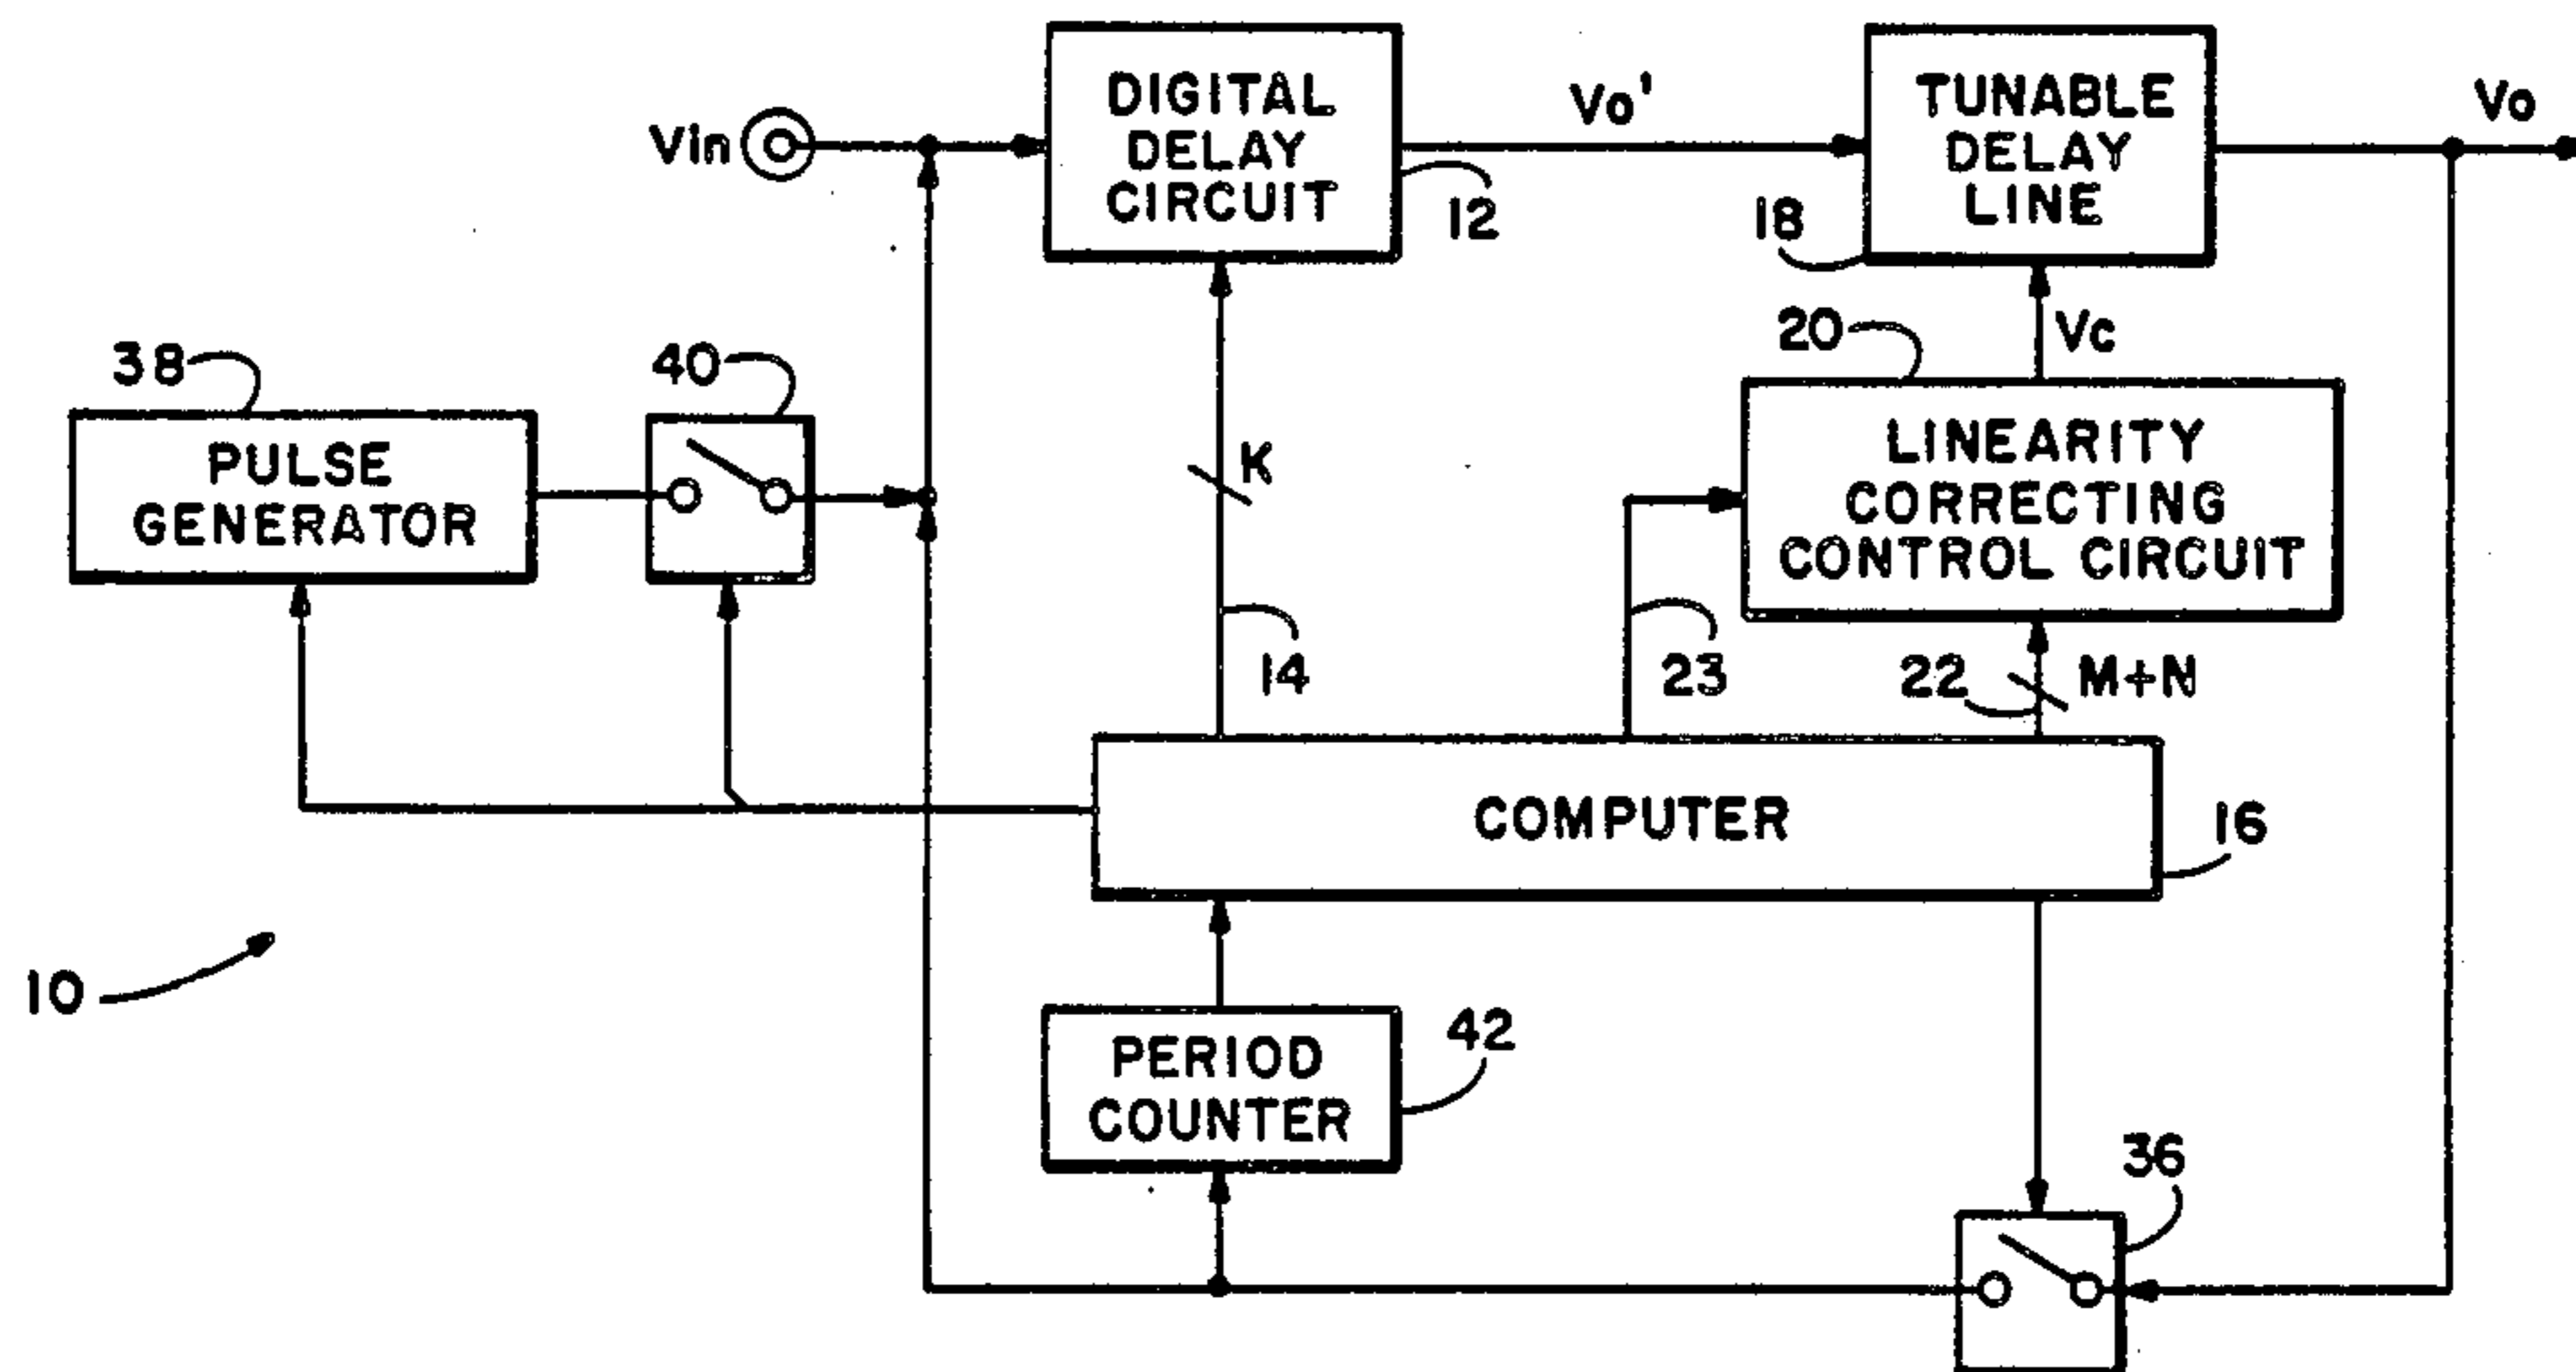 DIGITAL
DELAY
CIRCUIT
Vo'
TUNABLE
DELAY
LINE
Vo
Vin
12
18
20
Vc
38
40
PULSE
GENERATOR
K
LINEARITY
CORRECTING
CONTROL CIRCUIT
14
23
22
M+N
COMPUTER
16
10
PERIOD
COUNTER
42
36